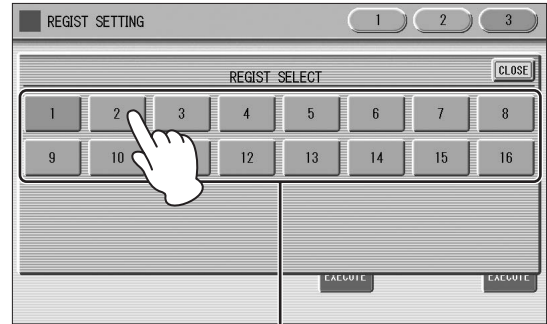 REGIST SETTING 1 2 3
REGIST SELECT CLOSE
1 2 3 4 5 6 7 8
9 10 12 13 14 15 16
EXECUTE EXECUTE